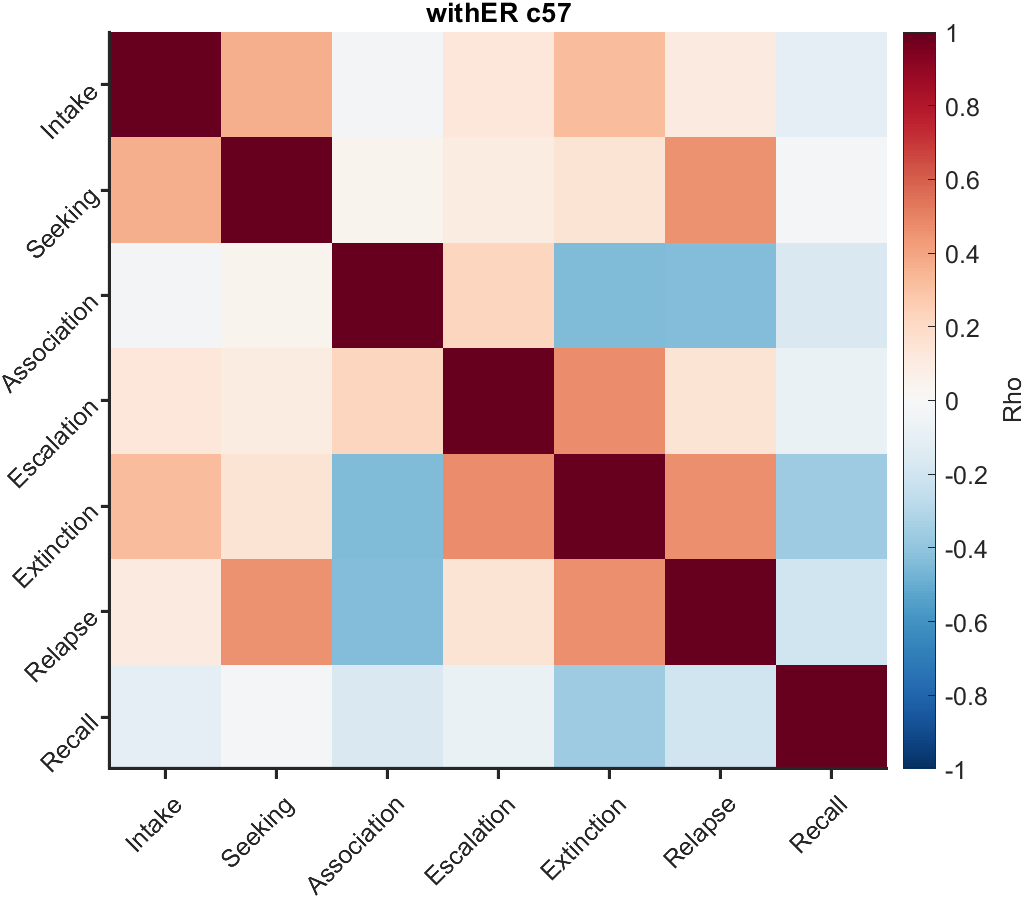 withER c57
Intake
Seeking
Association
Escalation
Extinction
Relapse
Recall
Intake
Seeking
Association
Escalation
Extinction
Relapse
Recall
1
0.8
0.6
0.4
0.2
0
-0.2
-0.4
-0.6
-0.8
-1
Rho